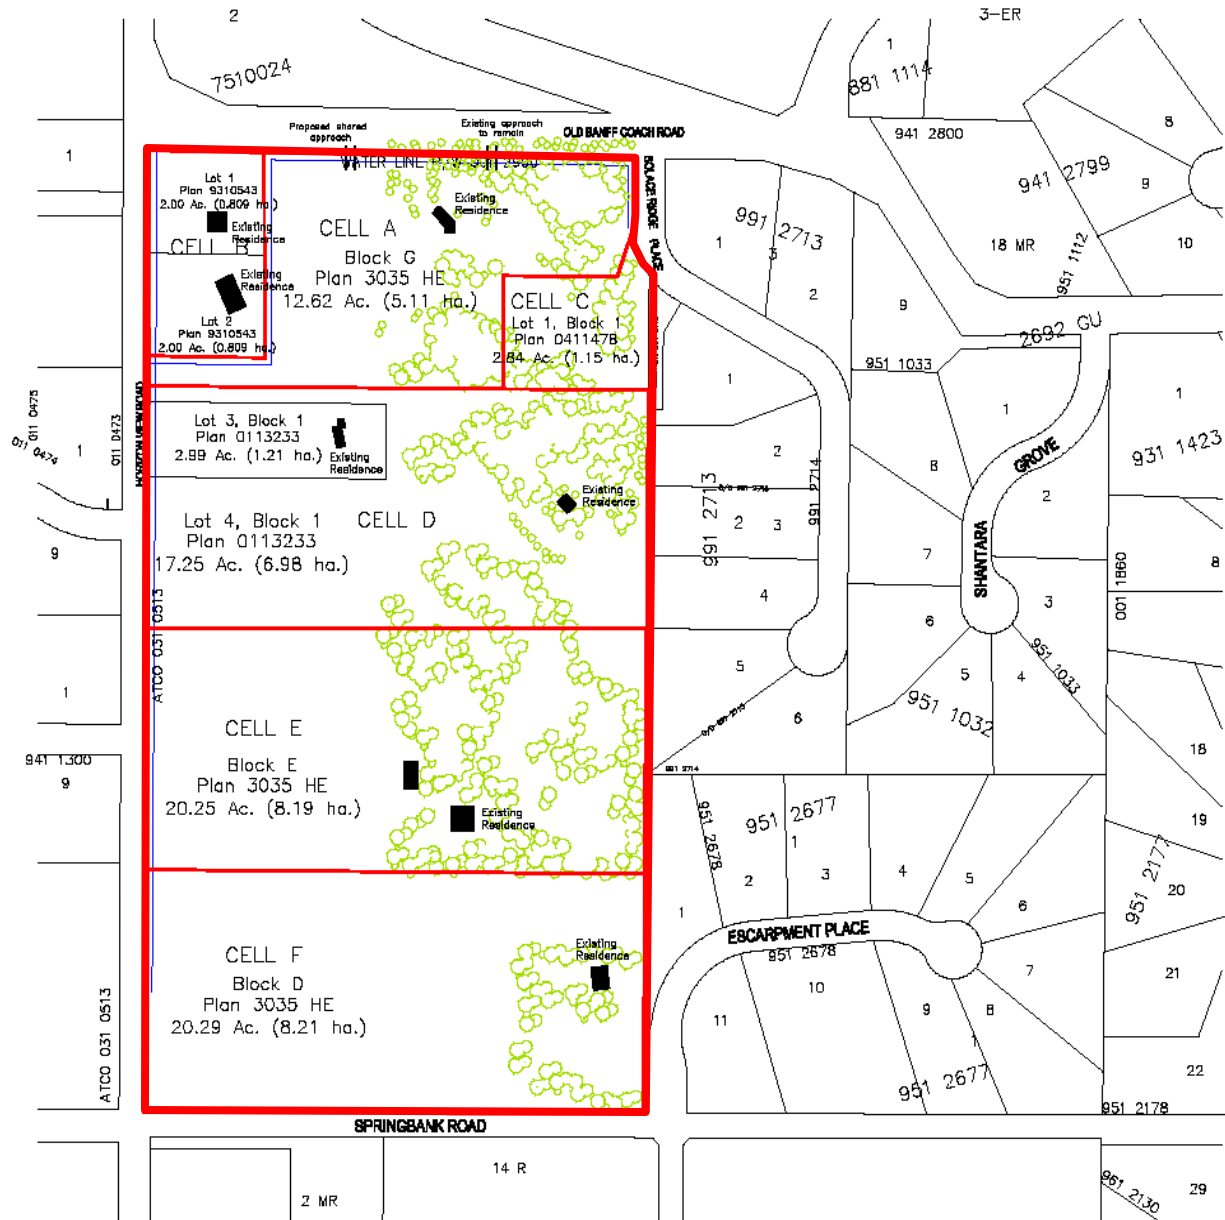 2
3-ER
7510024
1
881 1114
Proposed shared
approach
Existing approach
to remain
OLD BANFF COACH ROAD
941 2800
8
941 2799
9
1
Lot 1
Plan 9310543
2.00 Ac. (0.809 ha.)
Existing
Residence
CELL B
Existing
Residence
Lot 2
Plan 9310543
2.00 Ac. (0.809 ha.)
WATER LINE
CELL A
Block G
Plan 3035 HE
12.62 Ac. (5.11 ha.)
Existing
Residence
PLACE
CELL C
Lot 1, Block 1
Plan 0411478
2.84 Ac. (1.15 ha.)
991 2713
1
3
2
18 MR
951 1112
10
9
2692 GU
951 1033
1
1
1
931 1423
011 0475
011 0474
1
011 0473
HORIZON VIEW ROAD
Lot 3, Block 1
Plan 0113233
2.99 Ac. (1.21 ha.)
Existing
Residence
Lot 4, Block 1
Plan 0113233
17.25 Ac. (6.98 ha.)
CELL D
Existing
Residence
2
991 2713
2
3
991 2714
4
8
7
GROVE
2
SHANTARA
8
9
ATCO 031 0513
6
3
001 1860
5
6
5
4
951 1033
951 1032
1
941 1300
9
CELL E
Block E
Plan 3035 HE
20.25 Ac. (8.19 ha.)
Existing
Residence
991 2714
18
951 2678
951 2677
1
2
3
4
5
6
19
951 2177
20
1
ESCARPMENT PLACE
951 2678
10
7
21
CELL F
Block D
Plan 3035 HE
20.29 Ac. (8.21 ha.)
Existing
Residence
11
9
8
1
951 2677
22
ATCO 031 0513
951 2178
SPRINGBANK ROAD
14 R
2 MR
961 2130
29